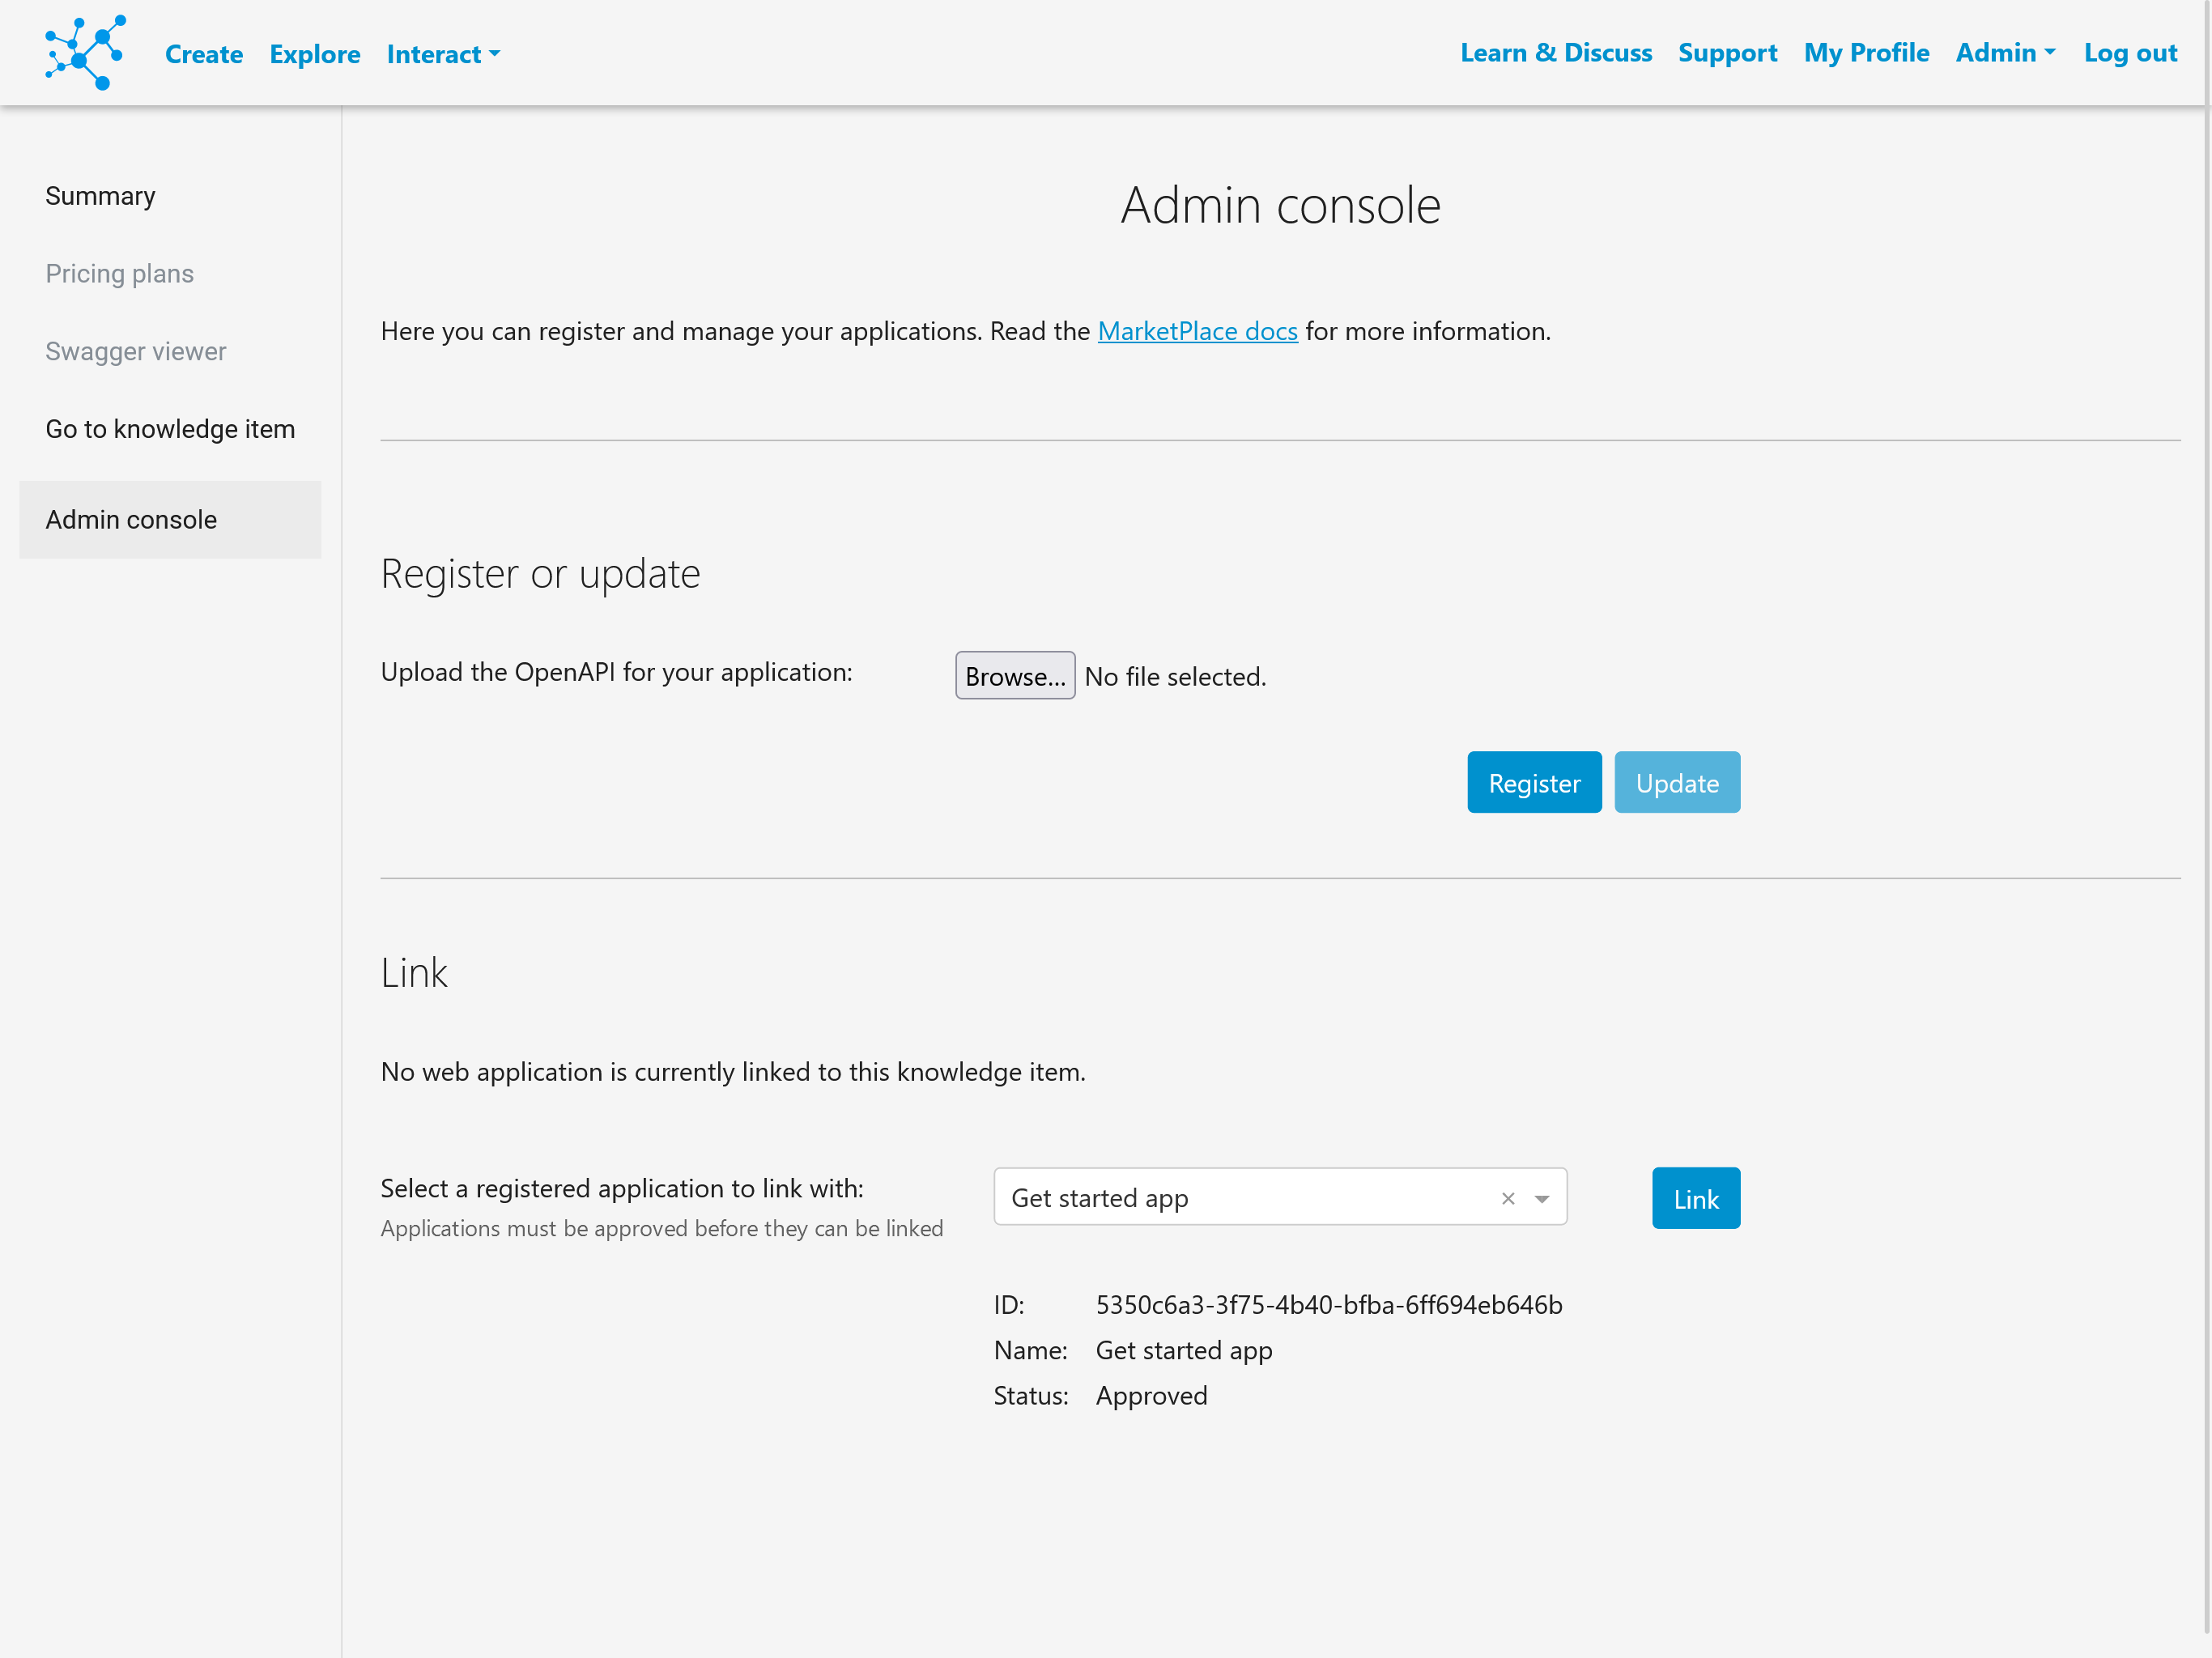 Create Explore Interact
Learn & Discuss Support My Profile Admin Log out
Summary
Pricing plans
Swagger viewer
Go to knowledge item
Admin console
Admin console
Here you can register and manage your applications. Read the MarketPlace docs for more information.
Register or update
Upload the OpenAPI for your application: Browse... No file selected.
Register Update
Link
No web application is currently linked to this knowledge item.
Select a registered application to link with: Get started app × Link
Applications must be approved before they can be linked
ID: 5350c6a3-3f75-4b40-bfba-6ff694eb646b
Name: Get started app
Status: Approved